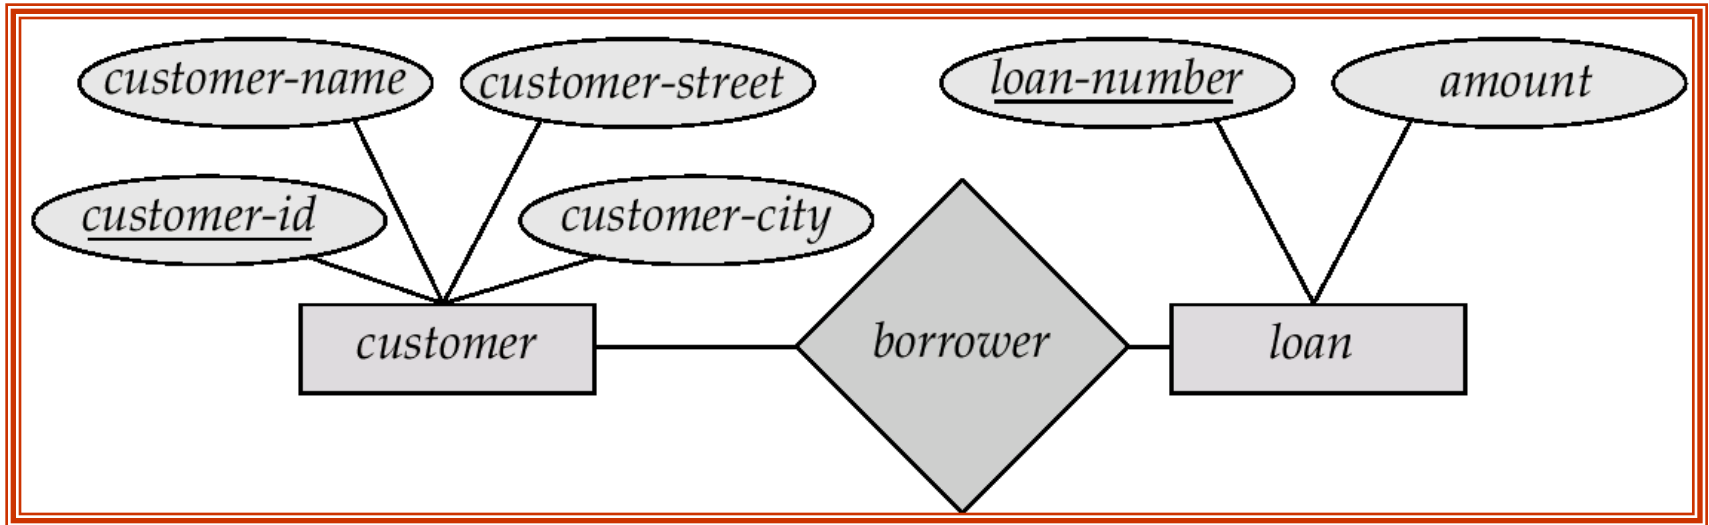 customer-name
customer-street
loan-number
amount
customer-id
customer-city
customer
borrower
loan